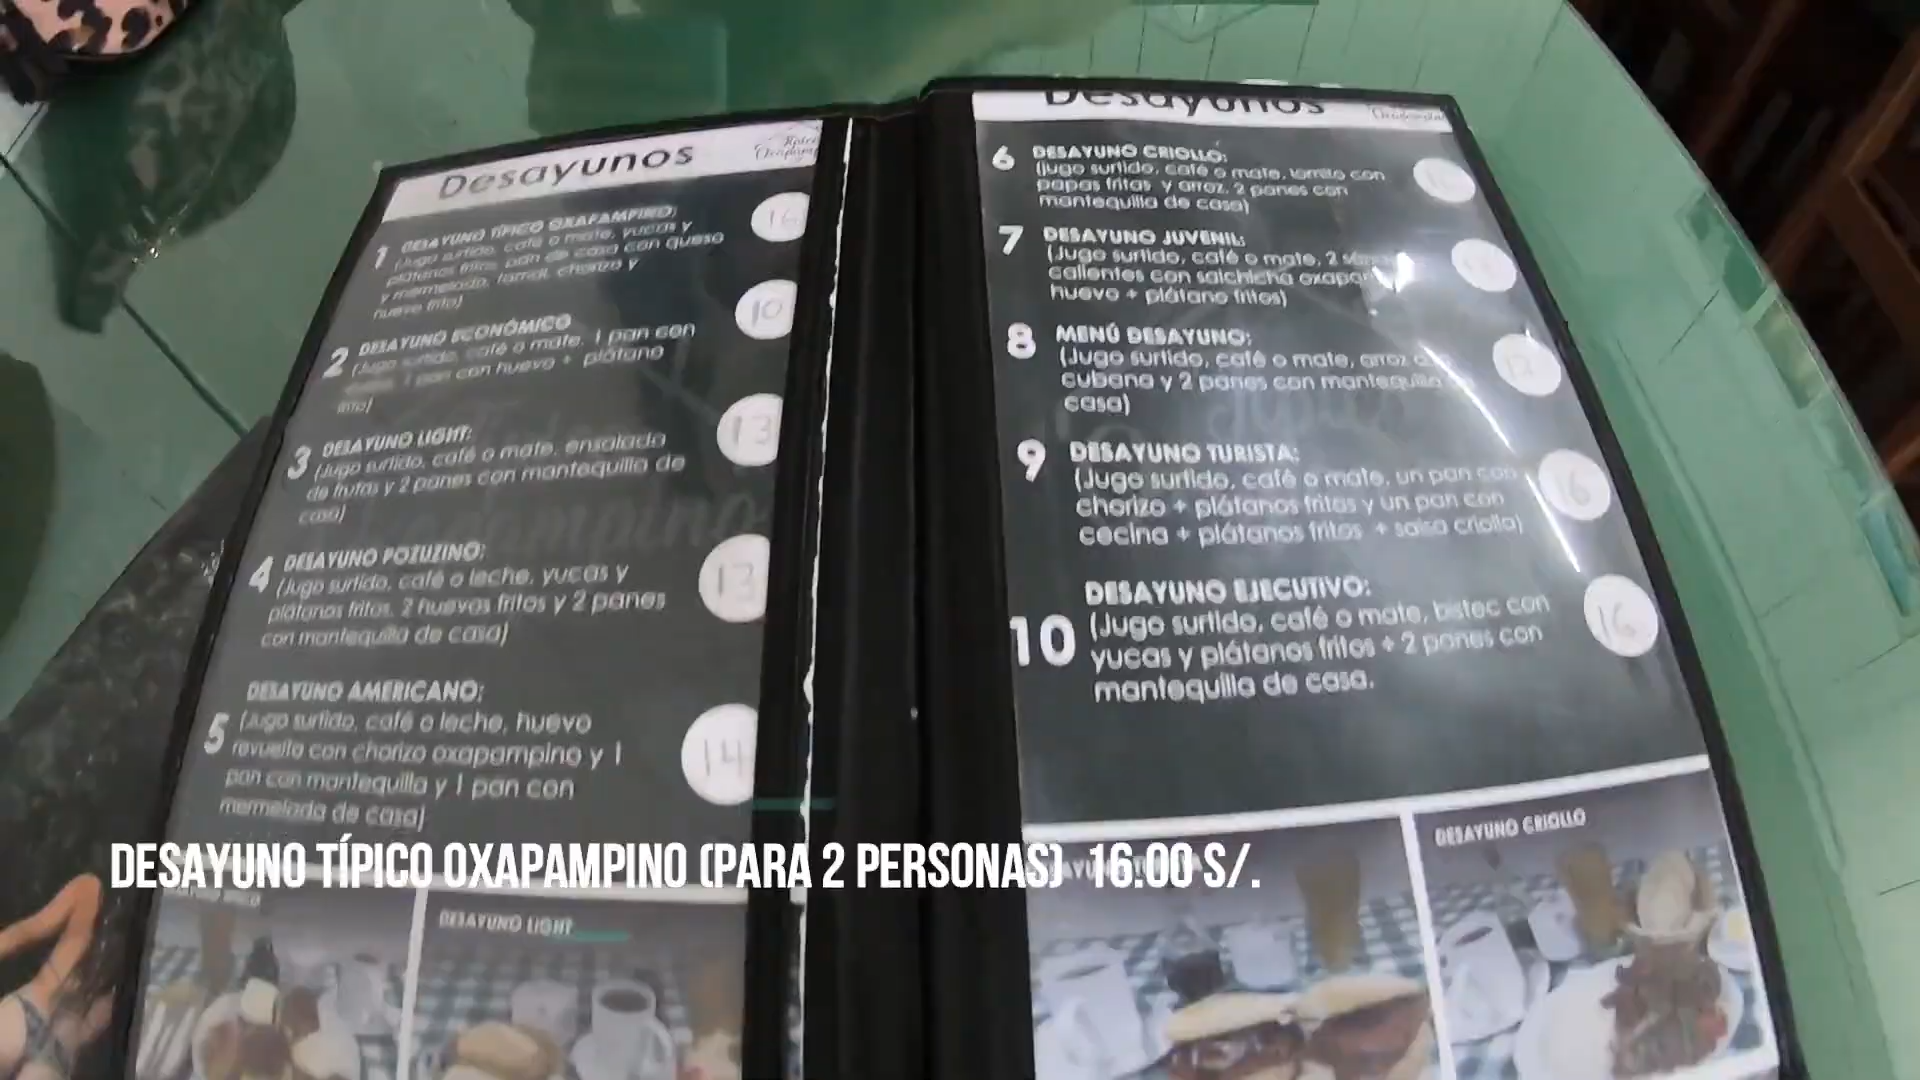 Desayunos
1 DESAYUNO TÍPICO OXAPAMPINO:
(Jugo surtido, café o mate, yucas y
plátanos fritos, pan de casa con queso
y mermelada, tamal, chorizo y
huevo frito)
16
2 DESAYUNO ECONÓMICO
(Jugo surtido, café o mate, 1 pan con
1 pan con huevo + plátano
frito)
10
3 DESAYUNO LIGHT:
(Jugo surtido, café o mate, ensalada
de frutas y 2 panes con mantequilla de
casa)
13
4 DESAYUNO POZUZINO:
(Jugo surtido, café o leche, yucas y
plátanos fritos, 2 huevos fritos y 2 panes
con mantequilla de casa)
13
5 DESAYUNO AMERICANO:
(Jugo surtido, café o leche, huevo
revuelto con chorizo oxapampino y 1
pan con mantequilla y 1 pan con
mermelada de casa)
14
DESAYUNO LIGHT
Desayunos
6 DESAYUNO CRIOLLO:
(jugo surtido, café o mate, lomito con
papas fritas y arroz, 2 panes con
mantequilla de casa)
7 DESAYUNO JUVENIL:
(Jugo surtido, café o mate, 2
calientes con salchicha
huevo + plátano fritos)
8 MENÚ DESAYUNO:
(Jugo surtido, café o mate, arroz
cubana y 2 panes con mantequilla
casa)
12
9 DESAYUNO TURISTA:
(Jugo surtido, café o mate, un pan con
chorizo + plátanos fritos y un pan con
cecina + plátanos fritos + salsa criolla)
16
10 DESAYUNO EJECUTIVO:
(Jugo surtido, café o mate, bistec con
yucas y plátanos fritos + 2 panes con
mantequilla de casa.
16
DESAYUNO CRIOLLO
DESAYUNO TÍPICO OXAPAMPINO (PARA 2 PERSONAS) 16.00 S/.